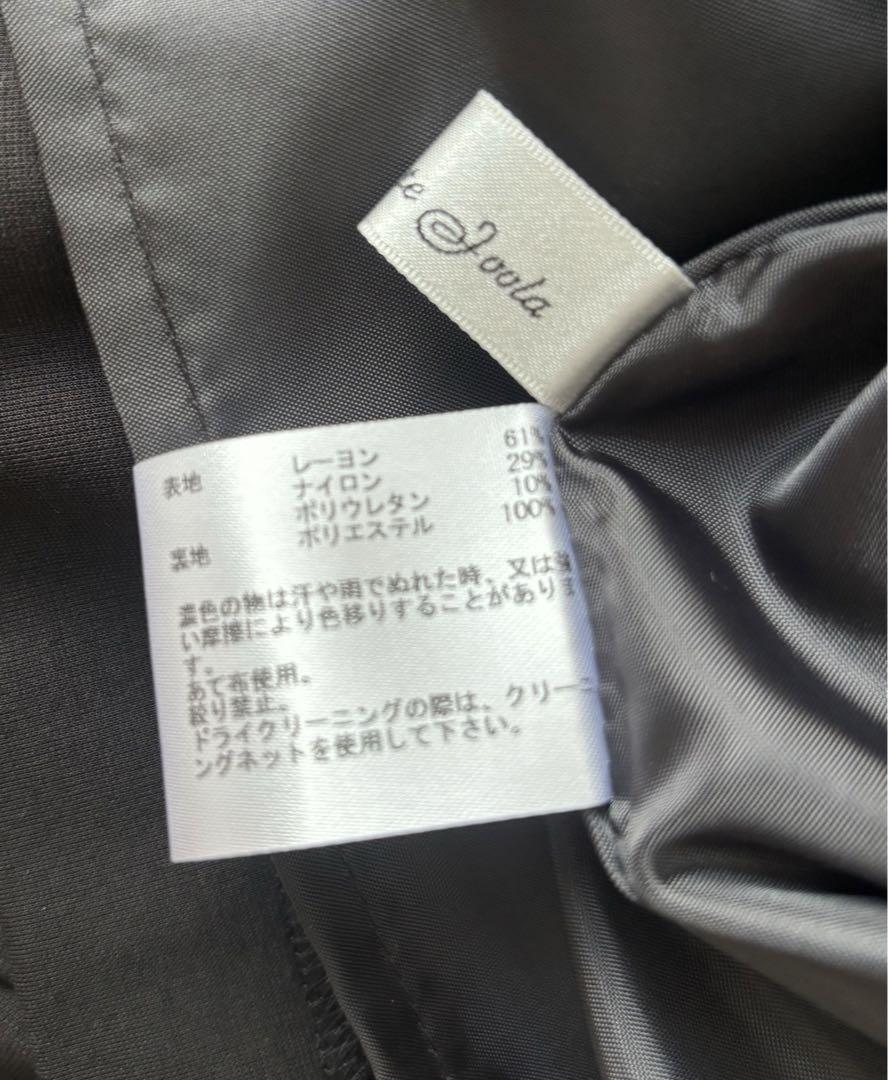 te Joola
表地 レーヨン 61%
ナイロン 29%
ポリウレタン 10%
裏地 ポリエステル 100%
濃色の物は汗や雨でぬれた時、又は強
い摩擦により色移りすることがありま
す。
あて布使用。
絞り禁止。
ドライクリーニングの際は、クリーニ
ングネットを使用して下さい。